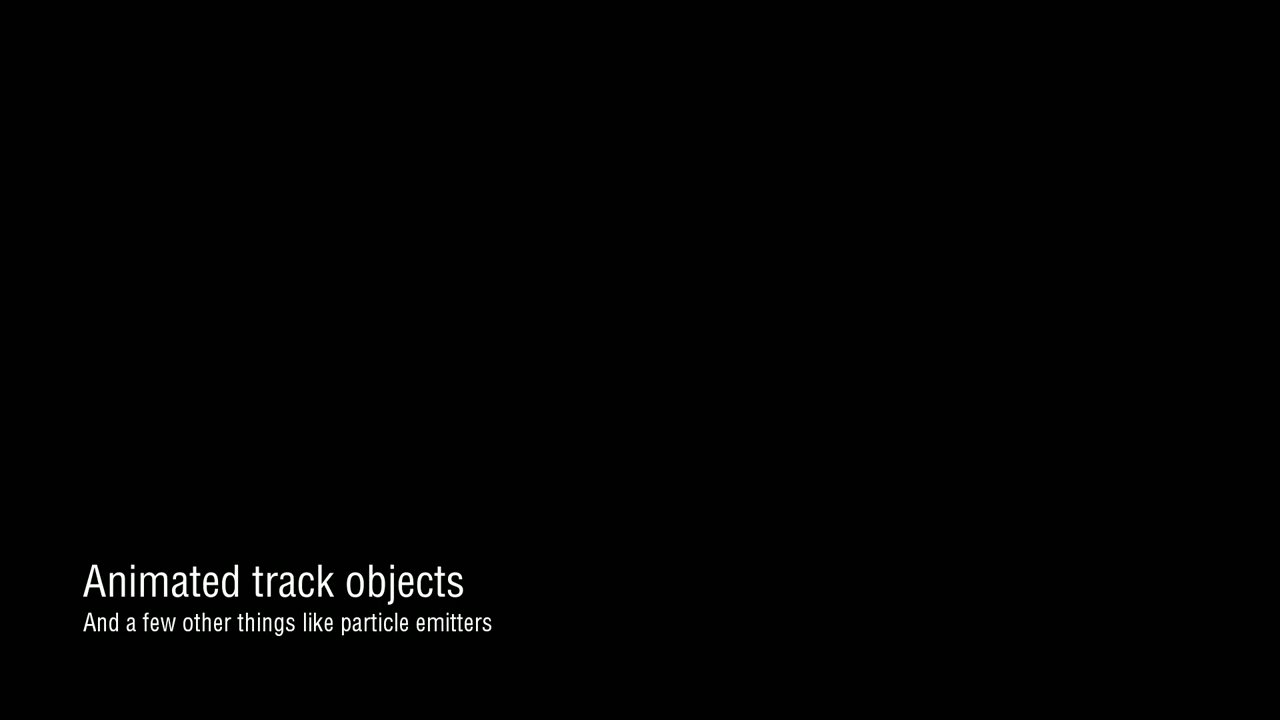 Animated track objects
And a few other things like particle emitters